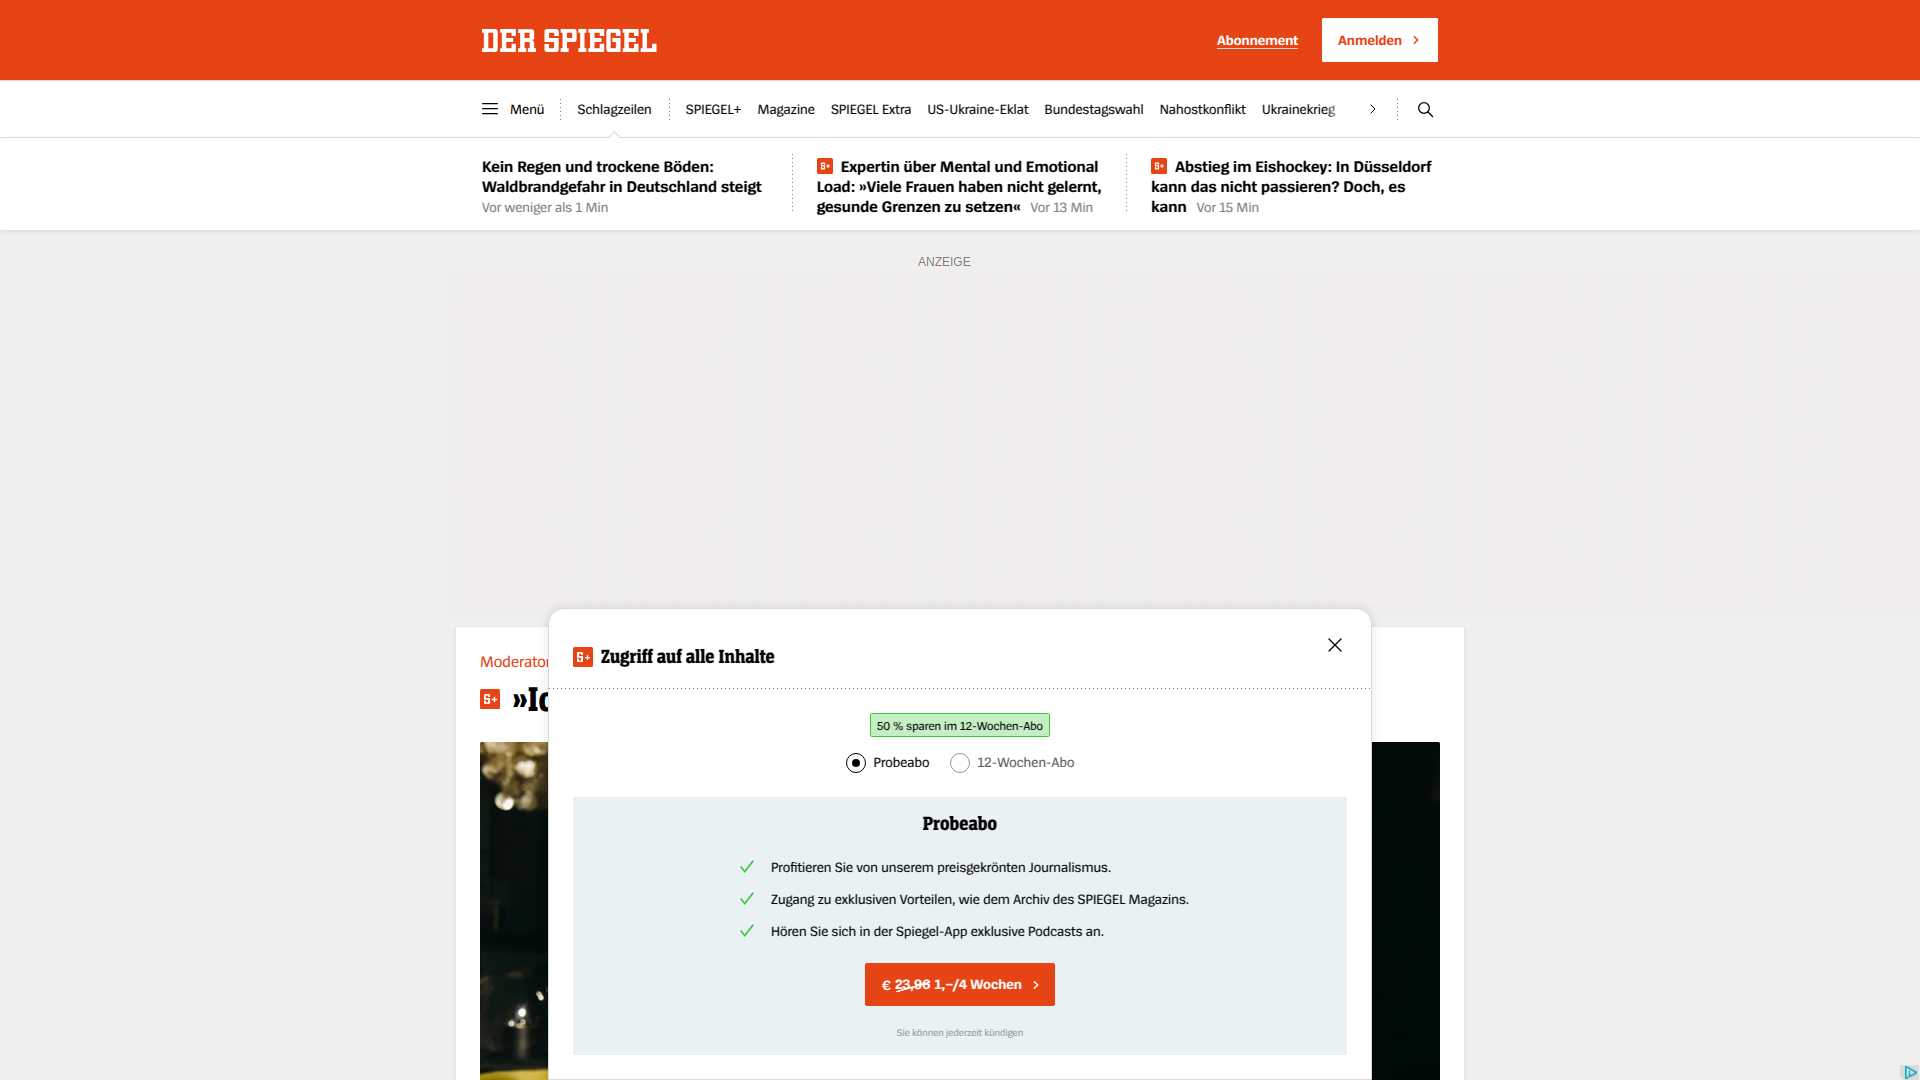 DER SPIEGEL
Abonnement
Anmelden
Menü
Schlagzeilen
SPIEGEL+
Magazine
SPIEGEL Extra
US-Ukraine-Eklat
Bundestagswahl
Nahostkonflikt
Ukrainekrieg
Kein Regen und trockene Böden:
Waldbrandgefahr in Deutschland steigt
Vor weniger als 1 Min
S+ Expertin über Mental und Emotional
Load: »Viele Frauen haben nicht gelernt,
gesunde Grenzen zu setzen« Vor 13 Min
S+ Abstieg im Eishockey: In Düsseldorf
kann das nicht passieren? Doch, es
kann Vor 15 Min
ANZEIGE
S+ Zugriff auf alle Inhalte
50 % sparen im 12-Wochen-Abo
Probeabo
12-Wochen-Abo
Probeabo
Profitieren Sie von unserem preisgekrönten Journalismus.
Zugang zu exklusiven Vorteilen, wie dem Archiv des SPIEGEL Magazins.
Hören Sie sich in der Spiegel-App exklusive Podcasts an.
€ 23,96 1,–/4 Wochen
Sie können jederzeit kündigen